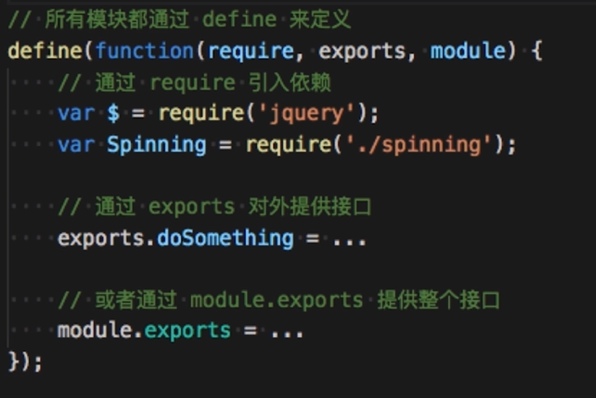 // 所有模块都通过 define 来定义
define(function(require, exports, module) {
    // 通过 require 引入依赖
    var $ = require('jquery');
    var Spinning = require('./spinning');

    // 通过 exports 对外提供接口
    exports.doSomething = ...

    // 或者通过 module.exports 提供整个接口
    module.exports = ...
});